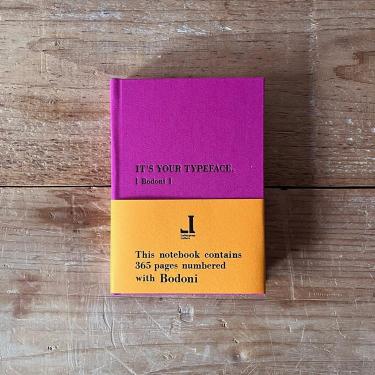 IT'S YOUR TYPEFACE.
[ Bodoni ]
This notebook contains
365 pages numbered
with Bodoni